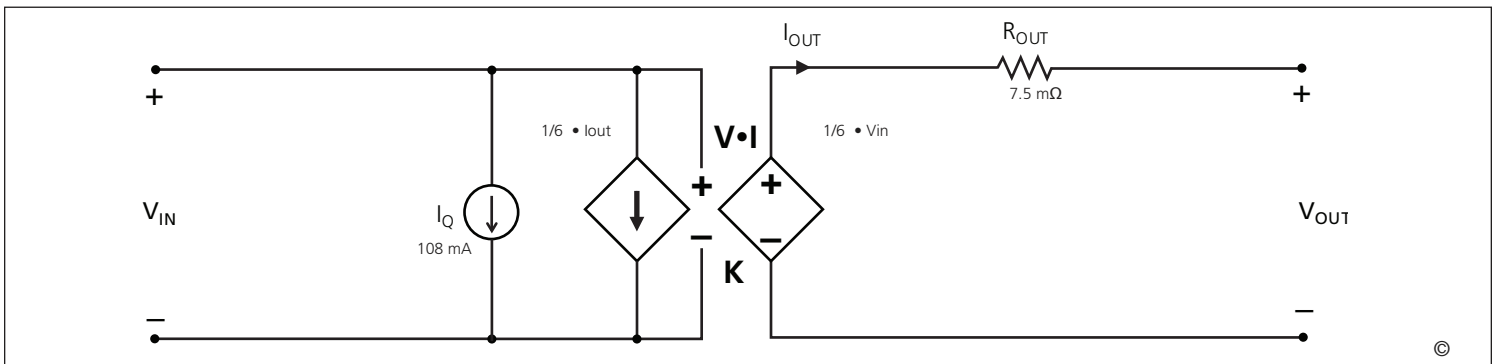 I_OUT
R_OUT
+
+
7.5 mΩ
1/6 • Iout
V•I
1/6 • Vin
+
+
V_IN
I_Q
V_OUT
108 mA
–
–
K
–
–
©